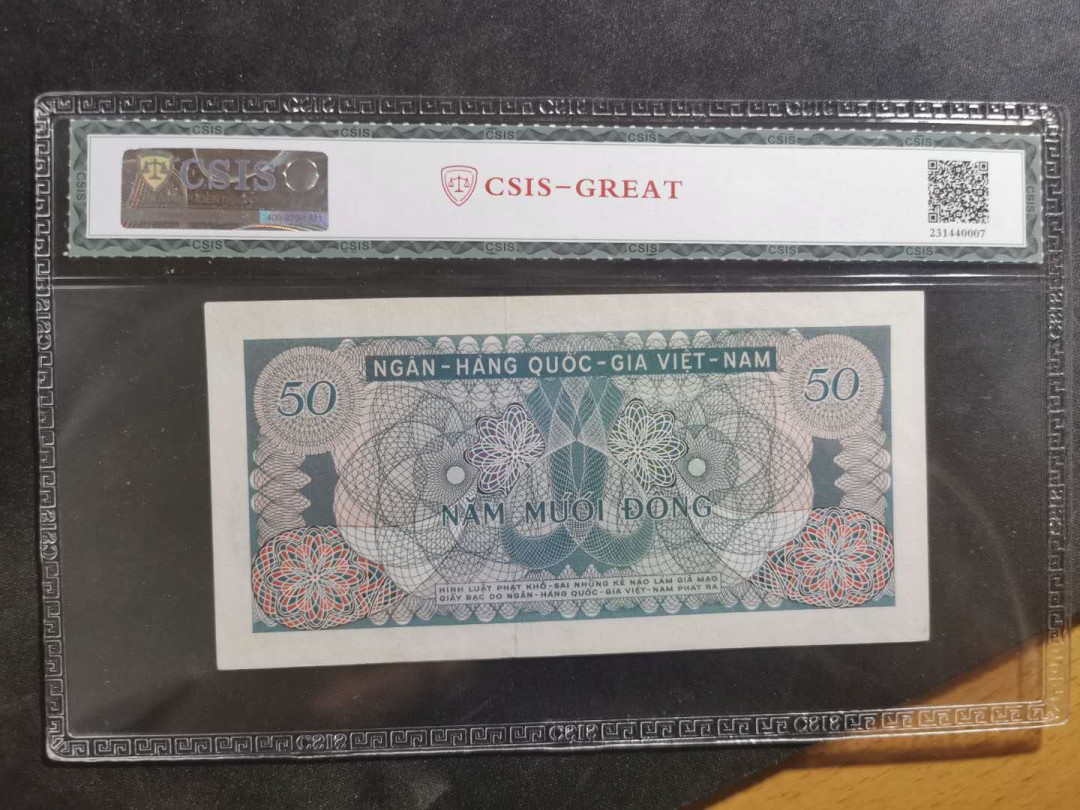 CSIS
CSIS-GREAT
231440007
NGÂN-HÀNG QUỐC-GIA VIỆT-NAM
50
50
NĂM MƯƠI ĐỒNG
HÌNH LUẬT PHẠT KHỔ-SAI NHỮNG KẺ NÀO LÀM GIẢ MẠO
GIẤY BẠC DO NGÂN-HÀNG QUỐC-GIA VIỆT-NAM PHÁT RA